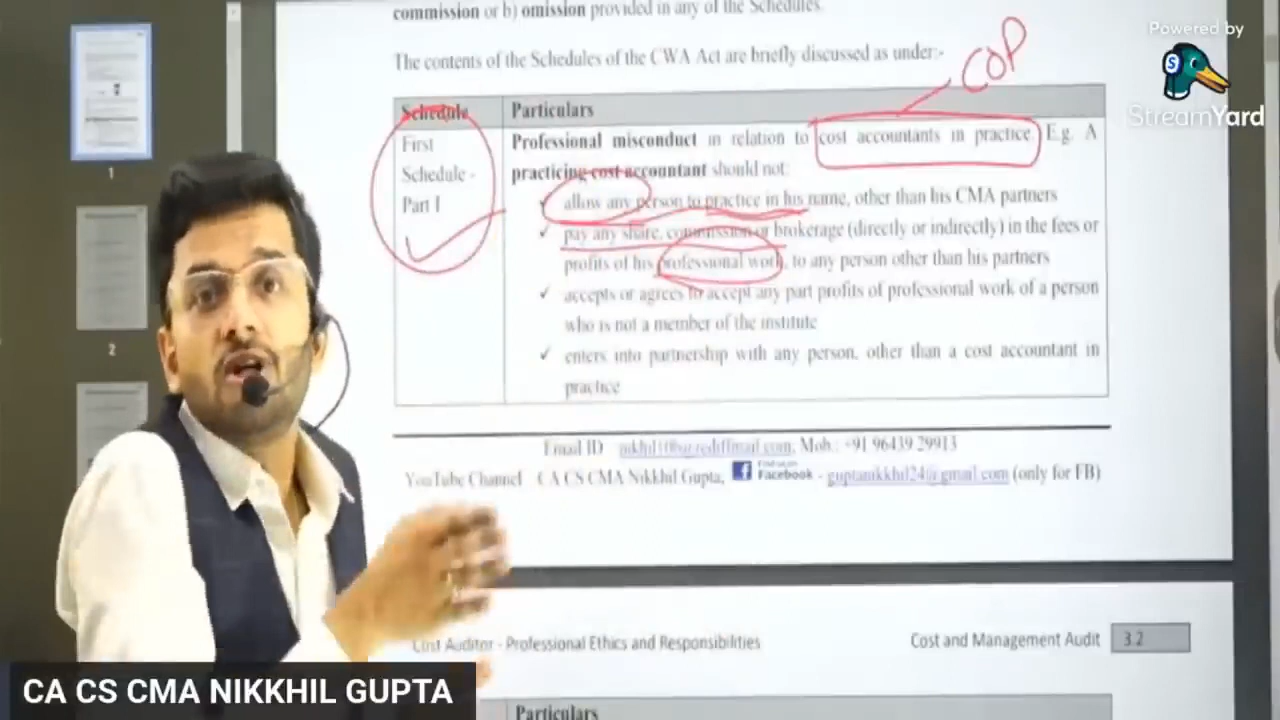 commission or b) omission provided in any of the Schedules.
Powered by
StreamYard
The contents of the Schedules of the CWA Act are briefly discussed as under:-
COP
Schedule Particulars
First Schedule - Part I
Professional misconduct in relation to cost accountants in practice. E.g. A
practicing cost accountant should not:
✓ allow any person to practice in his name, other than his CMA partners
✓ pay any share, commission or brokerage (directly or indirectly) in the fees or
profits of his professional work, to any person other than his partners
✓ accepts or agrees to accept any part profits of professional work of a person
who is not a member of the institute
✓ enters into partnership with any person, other than a cost accountant in
practice
1
2
Email ID Mob : +91 96439 29913
YouTube Channel CA CS CMA Nikhil Gupta, Facebook - guptanikkhil24@gmail.com (only for FB)
Cost Auditor - Professional Ethics and Responsibilities Cost and Management Audit 3.2
Particulars
CA CS CMA NIKKHIL GUPTA